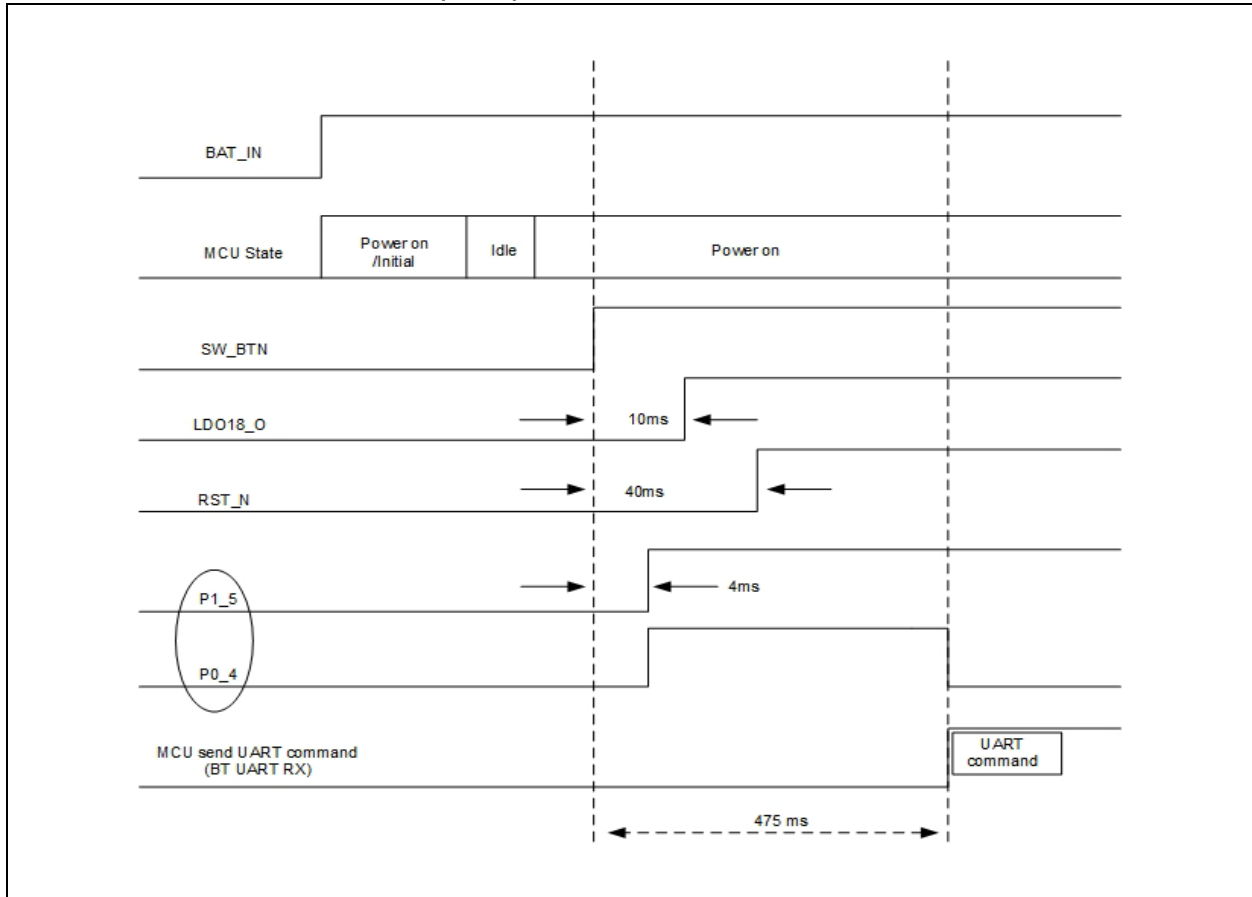 BAT_IN
MCU State
Power on
/Initial
Idle
Power on
SW_BTN
LDO18_O
10ms
RST_N
40ms
P1_5
4ms
P0_4
MCU send UART command
(BT UART RX)
UART
command
475 ms